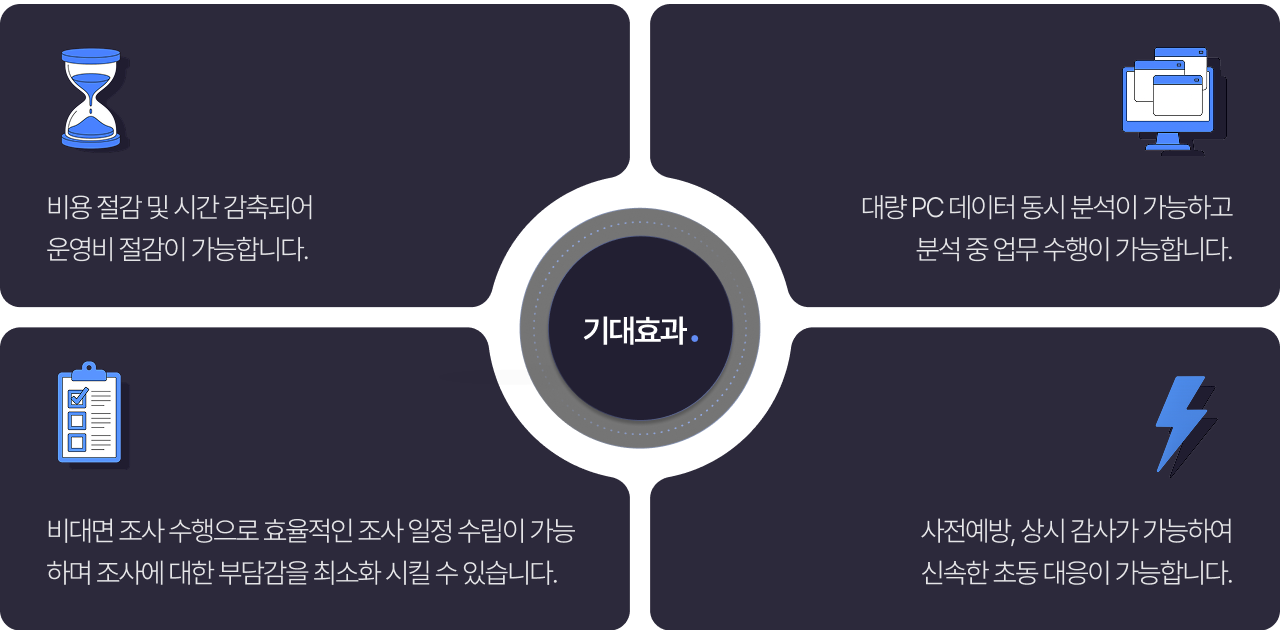 비용 절감 및 시간 감축되어
운영비 절감이 가능합니다.
대량 PC 데이터 동시 분석이 가능하고
분석 중 업무 수행이 가능합니다.
기대효과.
비대면 조사 수행으로 효율적인 조사 일정 수립이 가능
하며 조사에 대한 부담감을 최소화 시킬 수 있습니다.
사전예방, 상시 감사가 가능하여
신속한 초동 대응이 가능합니다.